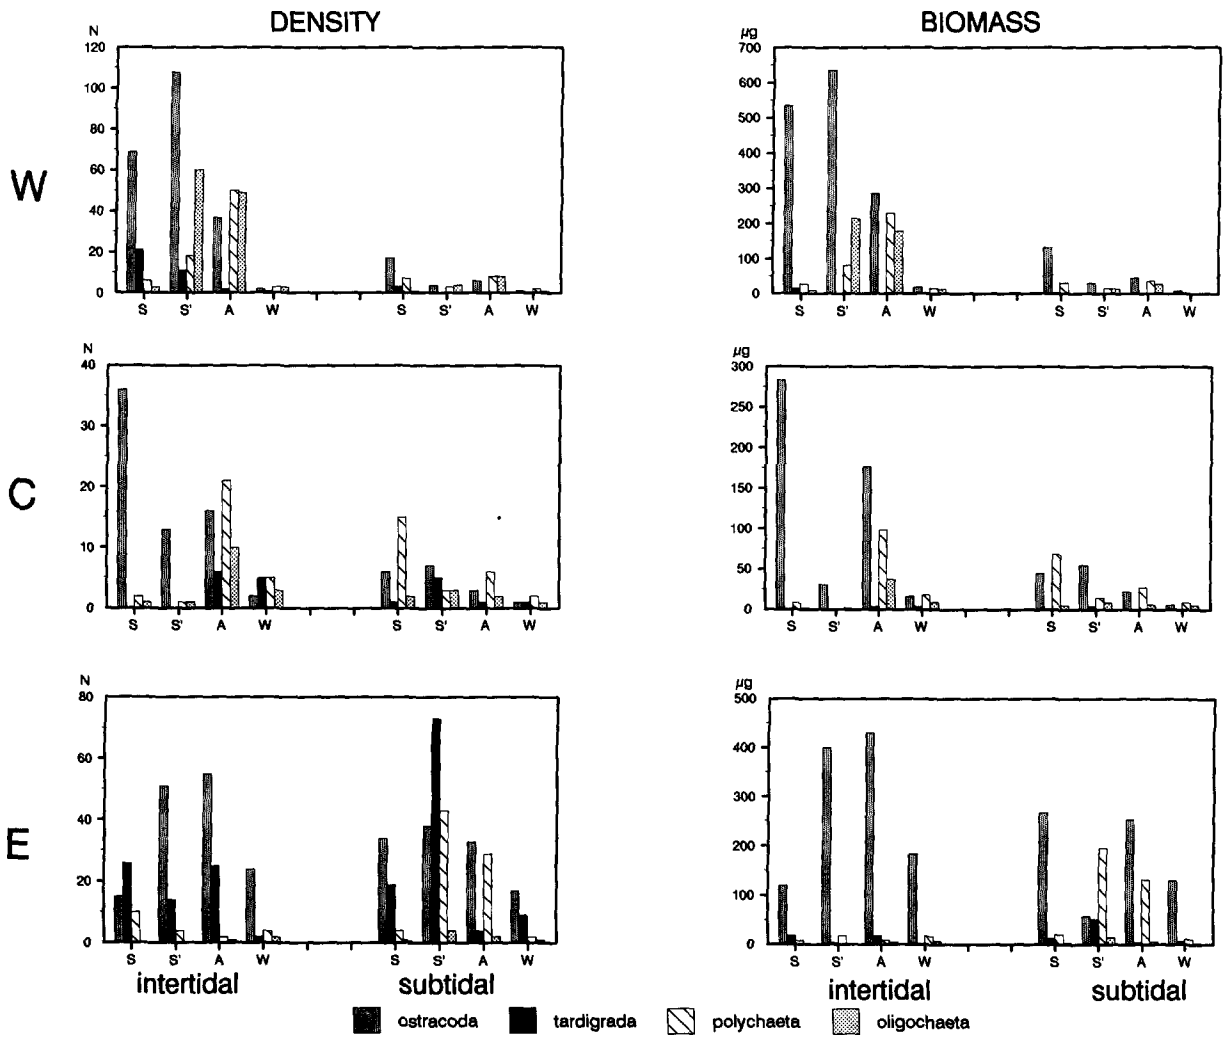 DENSITY BIOMASS
N µg
120 700
100 600
80 500
60 400
40 300
20 200
0 100
0
W
S S' A W S S' A W
S S' A W S S' A W
N µg
40 300
30 250
20 200
10 150
0 100
50
0
C
S S' A W S S' A W
S S' A W S S' A W
N µg
80 500
60 400
40 300
20 200
0 100
0
E
S S' A W S S' A W
S S' A W S S' A W
intertidal subtidal intertidal subtidal
ostracoda tardigrada polychaeta oligochaeta